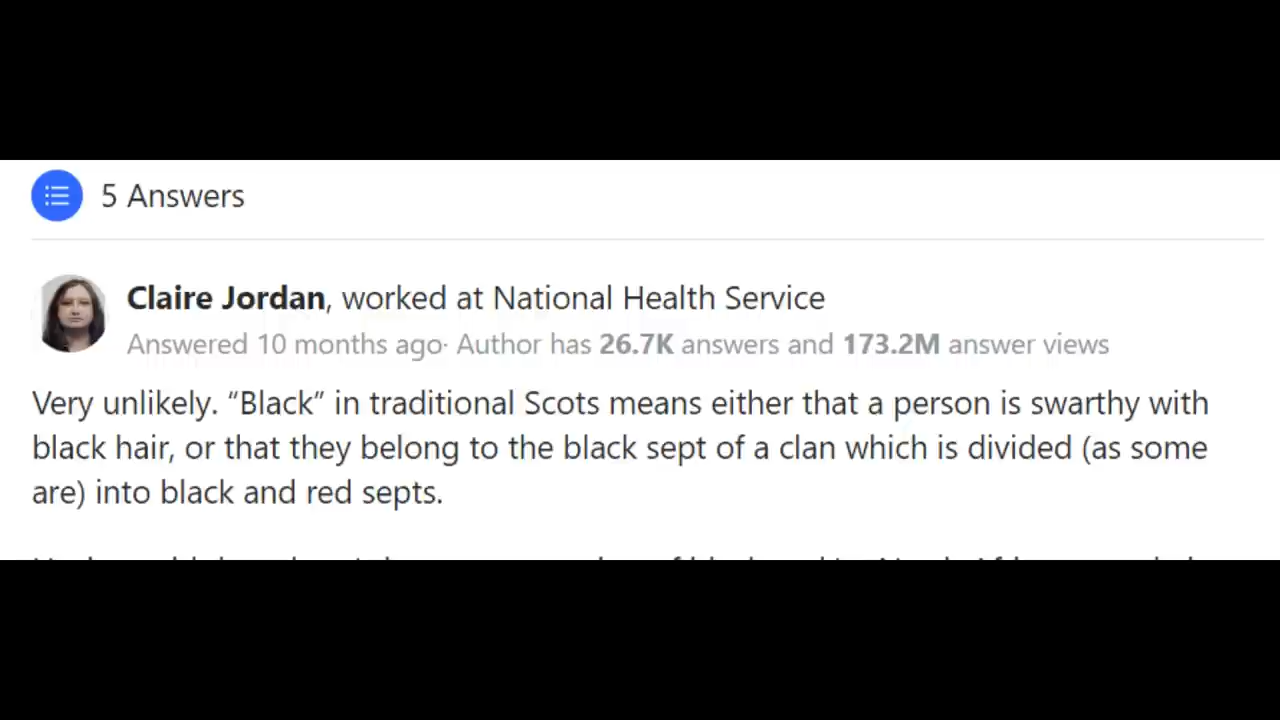 5 Answers
Claire Jordan, worked at National Health Service
Answered 10 months ago· Author has 26.7K answers and 173.2M answer views
Very unlikely. “Black” in traditional Scots means either that a person is swarthy with
black hair, or that they belong to the black sept of a clan which is divided (as some
are) into black and red septs.